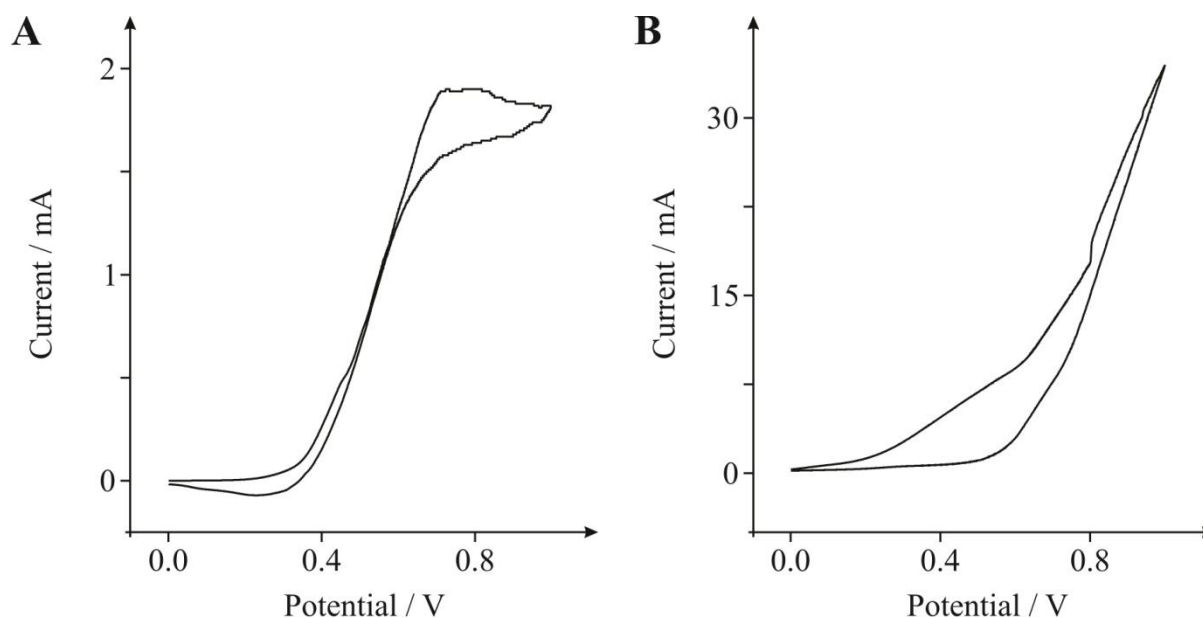 A
2
1
0
Current / mA
0.0 0.4 0.8
Potential / V
B
30
15
0
Current / mA
0.0 0.4 0.8
Potential / V